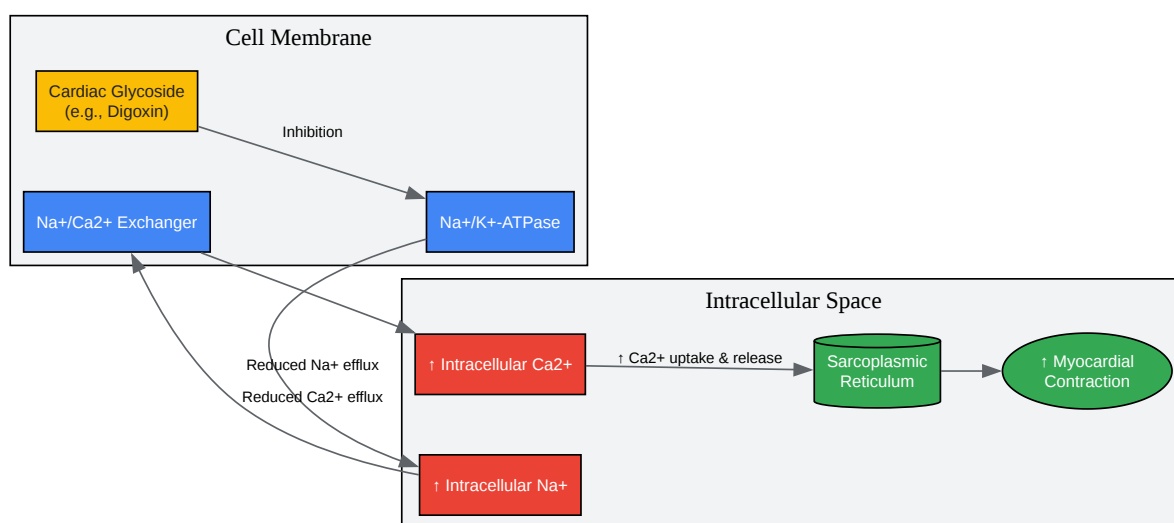 Cell Membrane
Cardiac Glycoside
(e.g., Digoxin)
Inhibition
Na+/Ca2+ Exchanger
Na+/K+-ATPase
Intracellular Space
↑ Intracellular Ca2+
↑ Ca2+ uptake & release
Sarcoplasmic
Reticulum
↑ Myocardial
Contraction
Reduced Na+ efflux
Reduced Ca2+ efflux
↑ Intracellular Na+